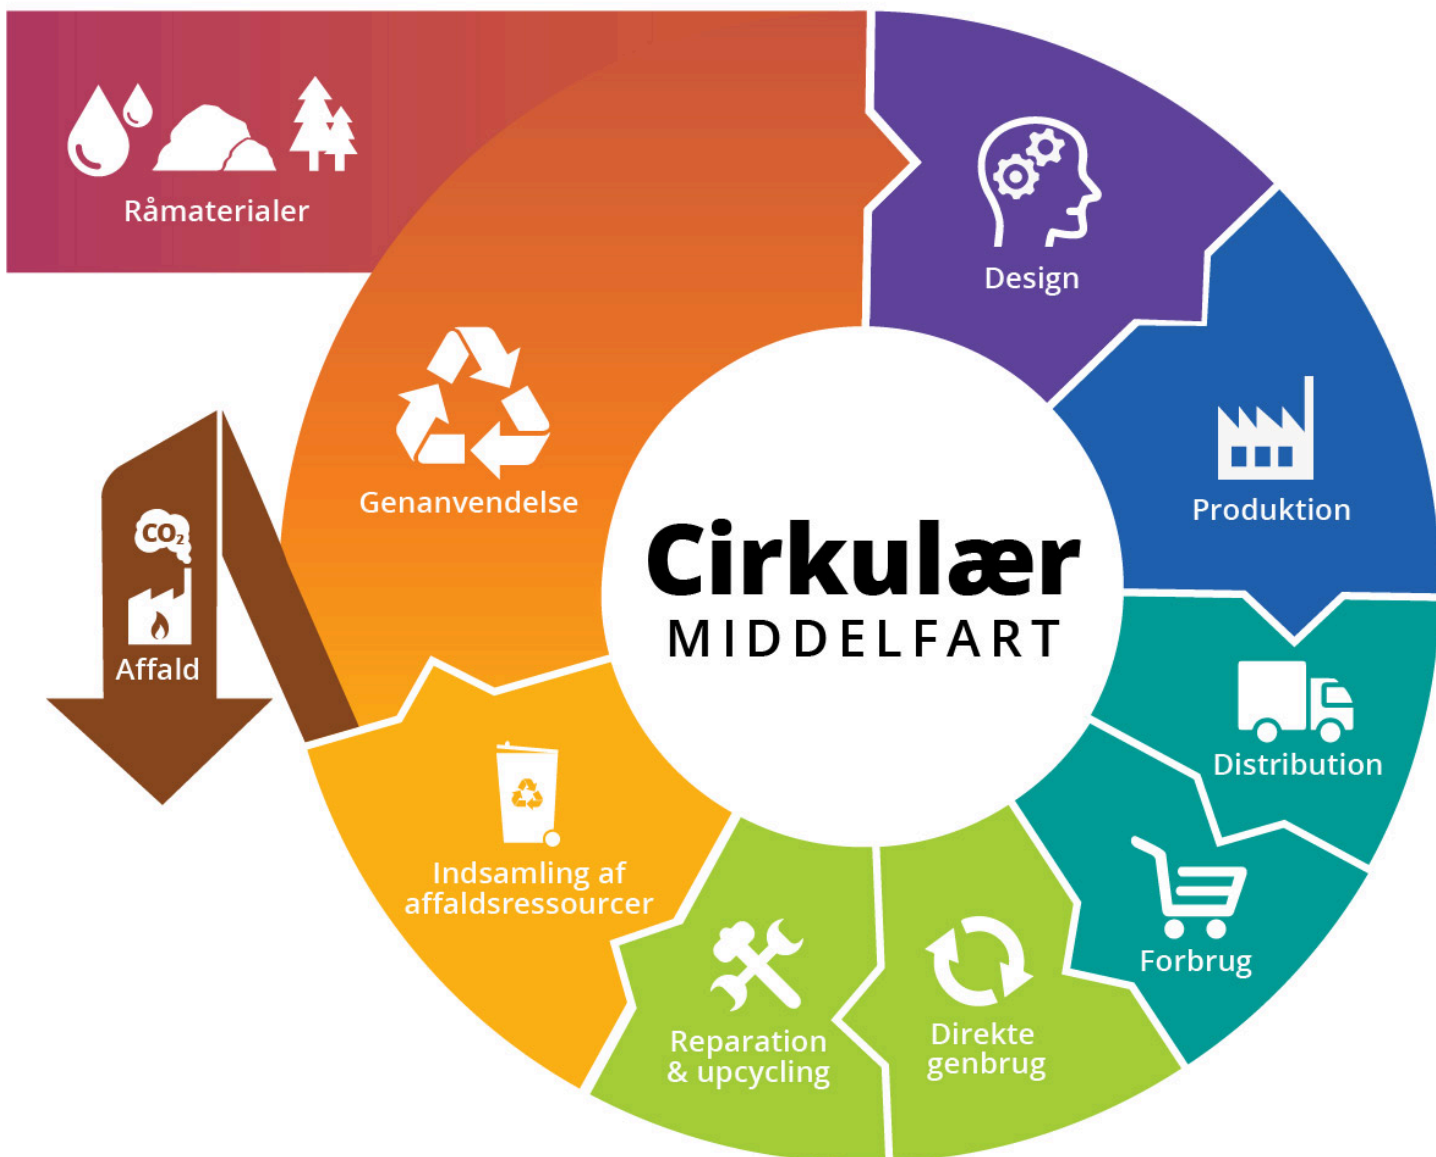 Råmaterialer
Design
Produktion
Distribution
Forbrug
Direkte
genbrug
Reparation
& upcycling
Indsamling af
affaldsressourcer
Genanvendelse
CO₂
Affald
Cirkulær
MIDDELFART